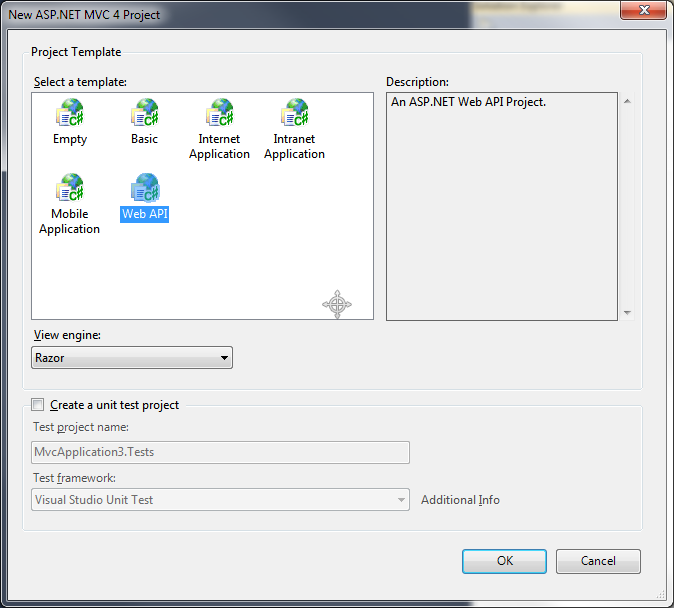 New ASP.NET MVC 4 Project
Project Template
Select a template:
Description:
Empty
Basic
Internet Application
Intranet Application
Mobile Application
Web API
An ASP.NET Web API Project.
View engine:
Razor
Create a unit test project
Test project name:
MvcApplication3.Tests
Test framework:
Visual Studio Unit Test
Additional Info
OK
Cancel